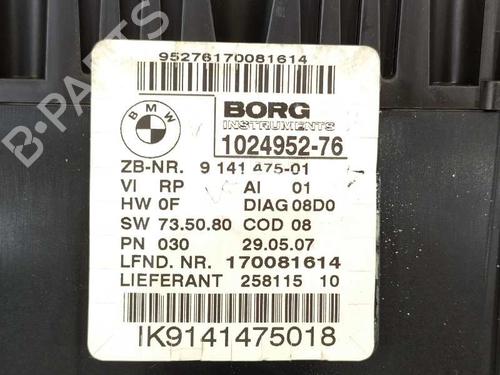 95276170081614
BMW
BORG
INSTRUMENTS
1024952-76
ZB-NR. 9 141 475-01
VI RP AI 01
HW 0F DIAG 08D0
SW 73.50.80 COD 08
PN 030 29.05.07
LFND. NR. 170081614
LIEFERANT 258115 10
IK9141475018
B-PARTS